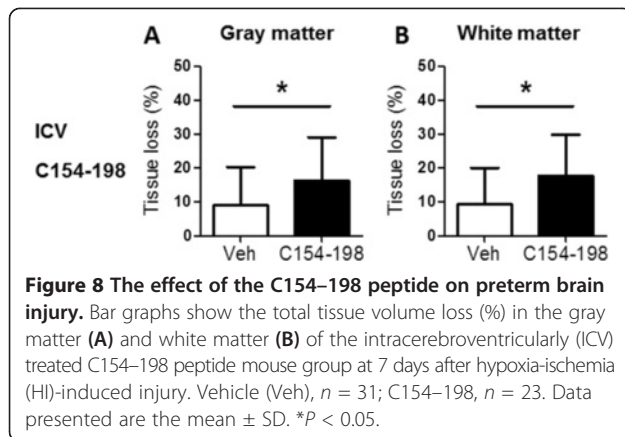 A Gray matter
50
40
30
20
10
0
Tissue loss (%)
*
Veh C154-198
B White matter
50
40
30
20
10
0
Tissue loss (%)
*
Veh C154-198
ICV
C154-198
Figure 8 The effect of the C154–198 peptide on preterm brain
injury. Bar graphs show the total tissue volume loss (%) in the gray
matter (A) and white matter (B) of the intracerebroventricularly (ICV)
treated C154–198 peptide mouse group at 7 days after hypoxia-ischemia
(HI)-induced injury. Vehicle (Veh), n = 31; C154–198, n = 23. Data
presented are the mean ± SD. *P < 0.05.